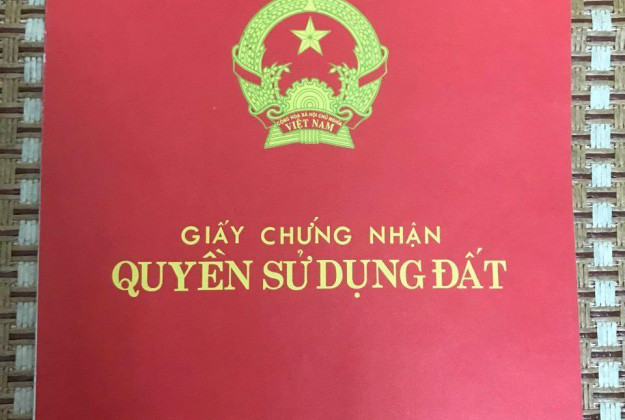 CỘNG HÒA XÃ HỘI CHỦ NGHĨA
VIỆT NAM
GIẤY CHỨNG NHẬN
QUYỀN SỬ DỤNG ĐẤT